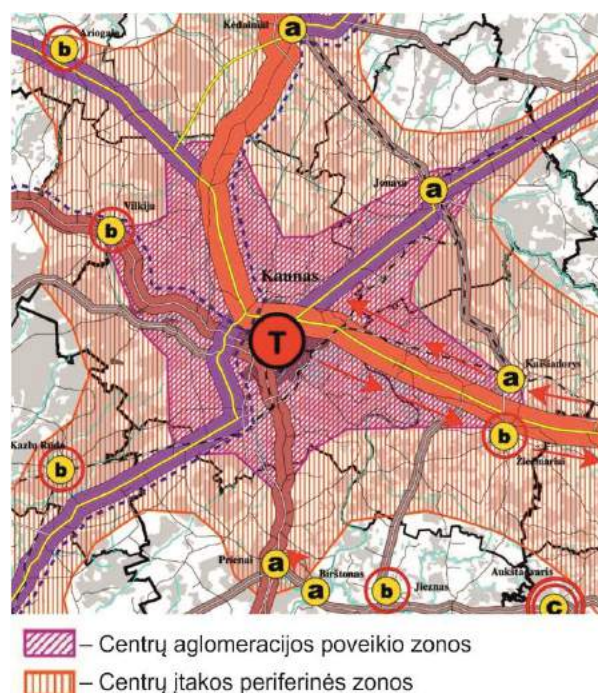 Kėdainiai
a
Ariogala
b
Jonava
a
Vilkija
b
Kaunas
T
Kaišiadorys
a
b
Žiežmariai
Kazlų Rūda
b
Prienai
a
Birštonas
a
b
Jieznas
Aukštadvaris
c
– Centrų aglomeracijos poveikio zonos
– Centrų įtakos periferinės zonos